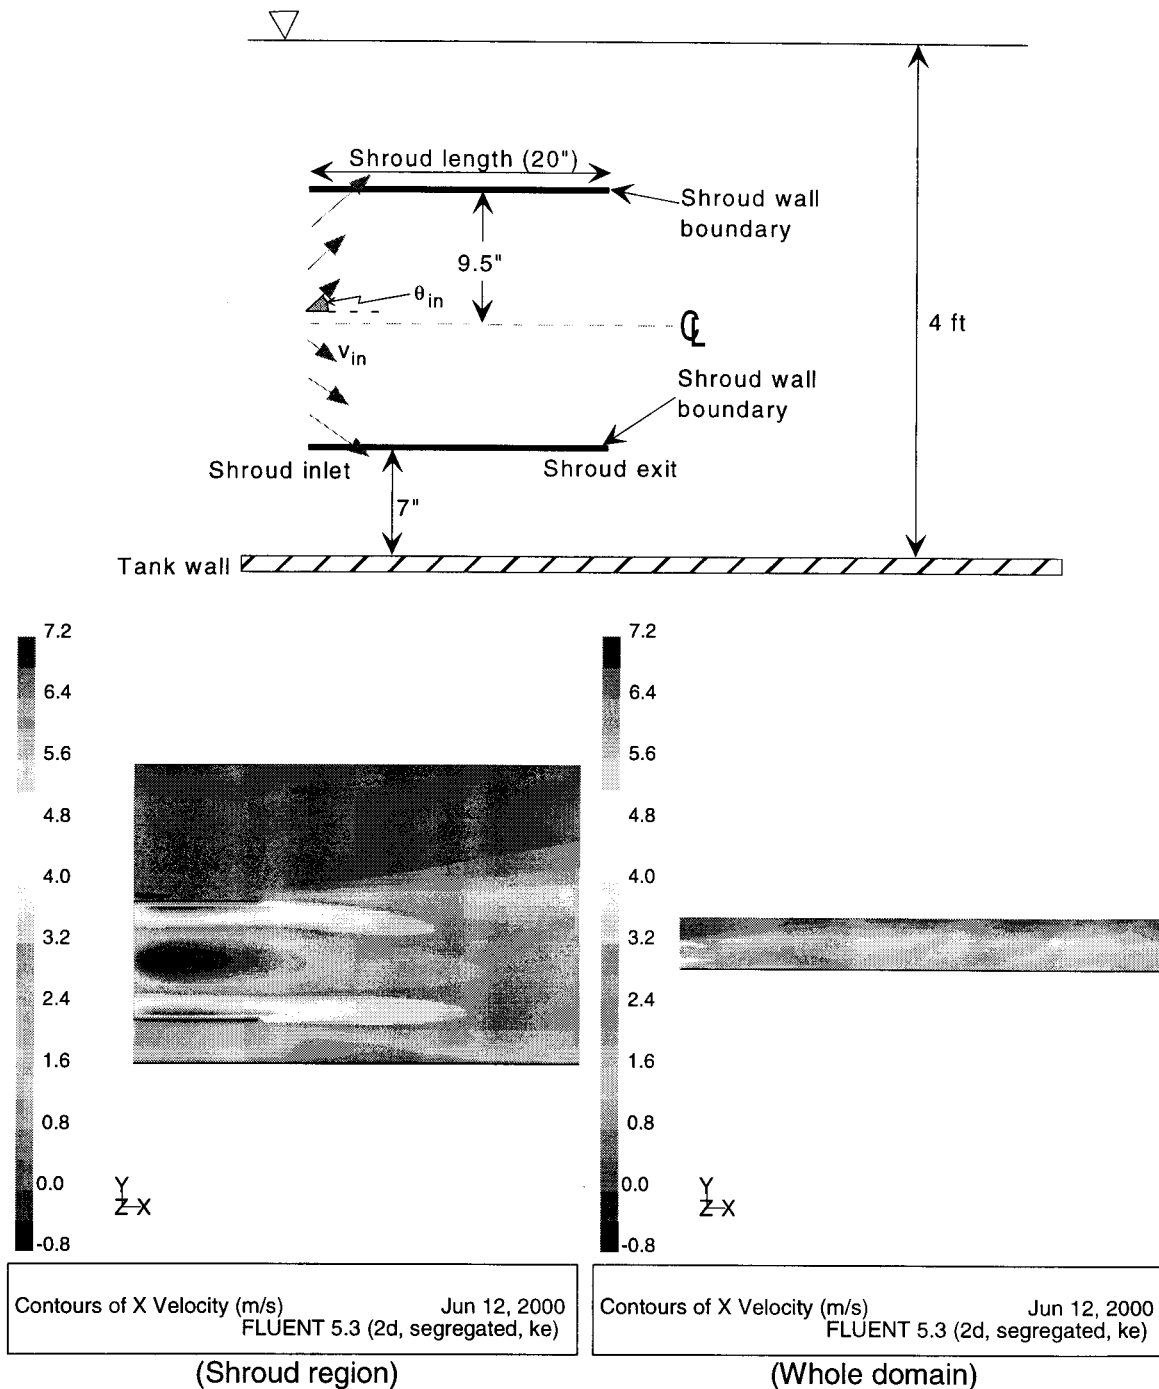 Shroud length (20")
Shroud wall
boundary
9.5"
θin
4 ft
CL
vin
Shroud wall
boundary
Shroud inlet
Shroud exit
7"
Tank wall
7.2
6.4
5.6
4.8
4.0
3.2
2.4
1.6
0.8
0.0
-0.8
Y
Z X
Contours of X Velocity (m/s) Jun 12, 2000
FLUENT 5.3 (2d, segregated, ke)
(Shroud region)
7.2
6.4
5.6
4.8
4.0
3.2
2.4
1.6
0.8
0.0
-0.8
Y
Z X
Contours of X Velocity (m/s) Jun 12, 2000
FLUENT 5.3 (2d, segregated, ke)
(Whole domain)